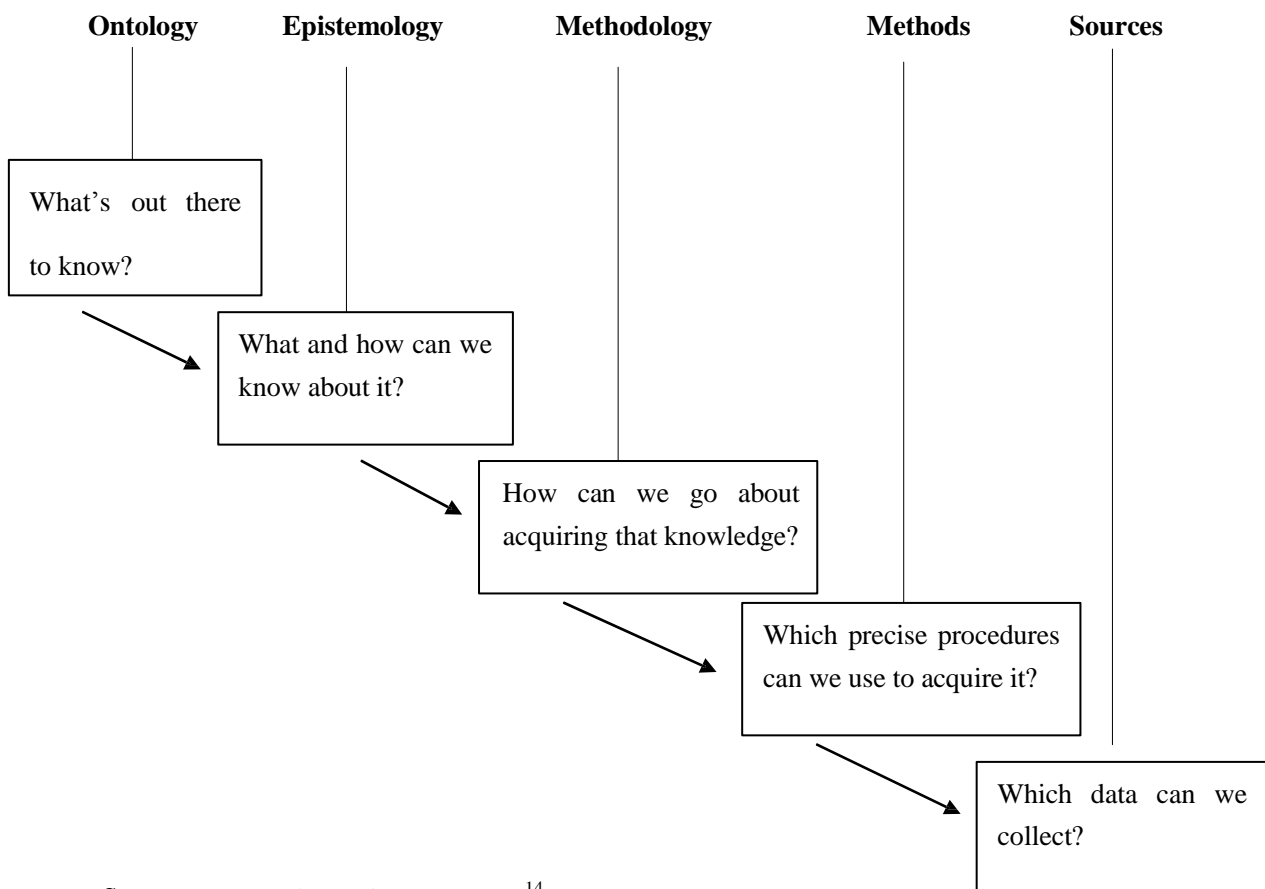 Ontology Epistemology Methodology Methods Sources
What’s out there
to know?
What and how can we
know about it?
How can we go about
acquiring that knowledge?
Which precise procedures
can we use to acquire it?
Which data can we
collect?
14